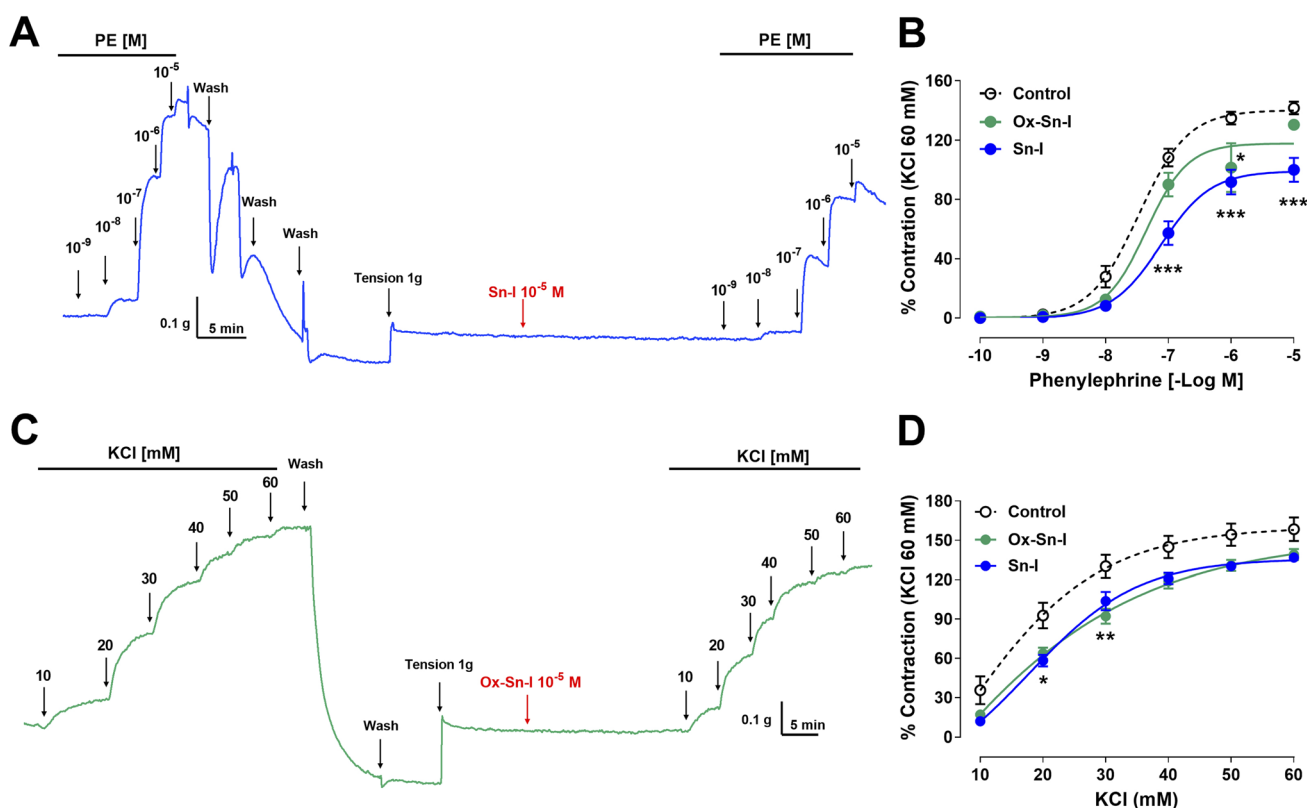 A
PE [M]
10-9
10-8
10-7
10-6
10-5
Wash
Wash
Wash
0.1 g
5 min
Tension 1g
Sn-I 10-5 M
PE [M]
10-9
10-8
10-7
10-6
10-5
B
% Contration (KCl 60 mM)
160
120
80
40
0
Control
Ox-Sn-I
Sn-I
*
***
***
***
-10 -9 -8 -7 -6 -5
Phenylephrine [-Log M]
C
KCl [mM]
10
20
30
40
50
60
Wash
Wash
Tension 1g
Ox-Sn-I 10-5 M
KCl [mM]
10
20
30
40
50
60
0.1 g
5 min
D
% Contraction (KCl 60 mM)
180
150
120
90
60
30
0
Control
Ox-Sn-I
Sn-I
*
**
10 20 30 40 50 60
KCl (mM)